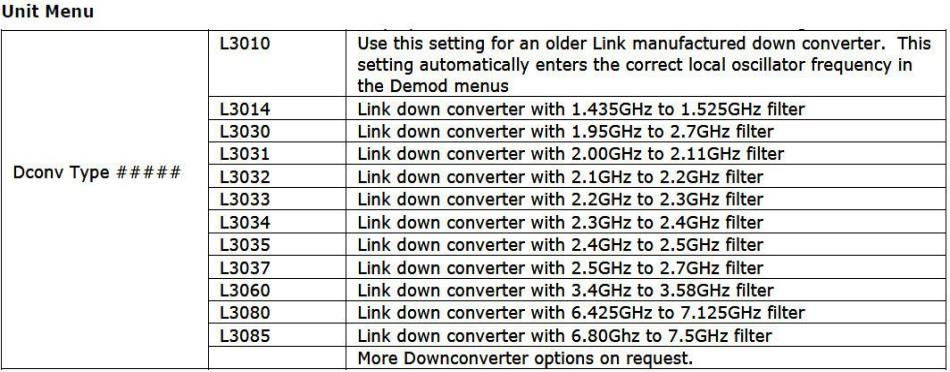 Unit Menu
L3010 Use this setting for an older Link manufactured down converter. This
setting automatically enters the correct local oscillator frequency in
the Demod menus
L3014 Link down converter with 1.435GHz to 1.525GHz filter
L3030 Link down converter with 1.95GHz to 2.7GHz filter
L3031 Link down converter with 2.00GHz to 2.11GHz filter
Dconv Type ##### L3032 Link down converter with 2.1GHz to 2.2GHz filter
L3033 Link down converter with 2.2GHz to 2.3GHz filter
L3034 Link down converter with 2.3GHz to 2.4GHz filter
L3035 Link down converter with 2.4GHz to 2.5GHz filter
L3037 Link down converter with 2.5GHz to 2.7GHz filter
L3060 Link down converter with 3.4GHz to 3.58GHz filter
L3080 Link down converter with 6.425GHz to 7.125GHz filter
L3085 Link down converter with 6.80Ghz to 7.5GHz filter
More Downconverter options on request.